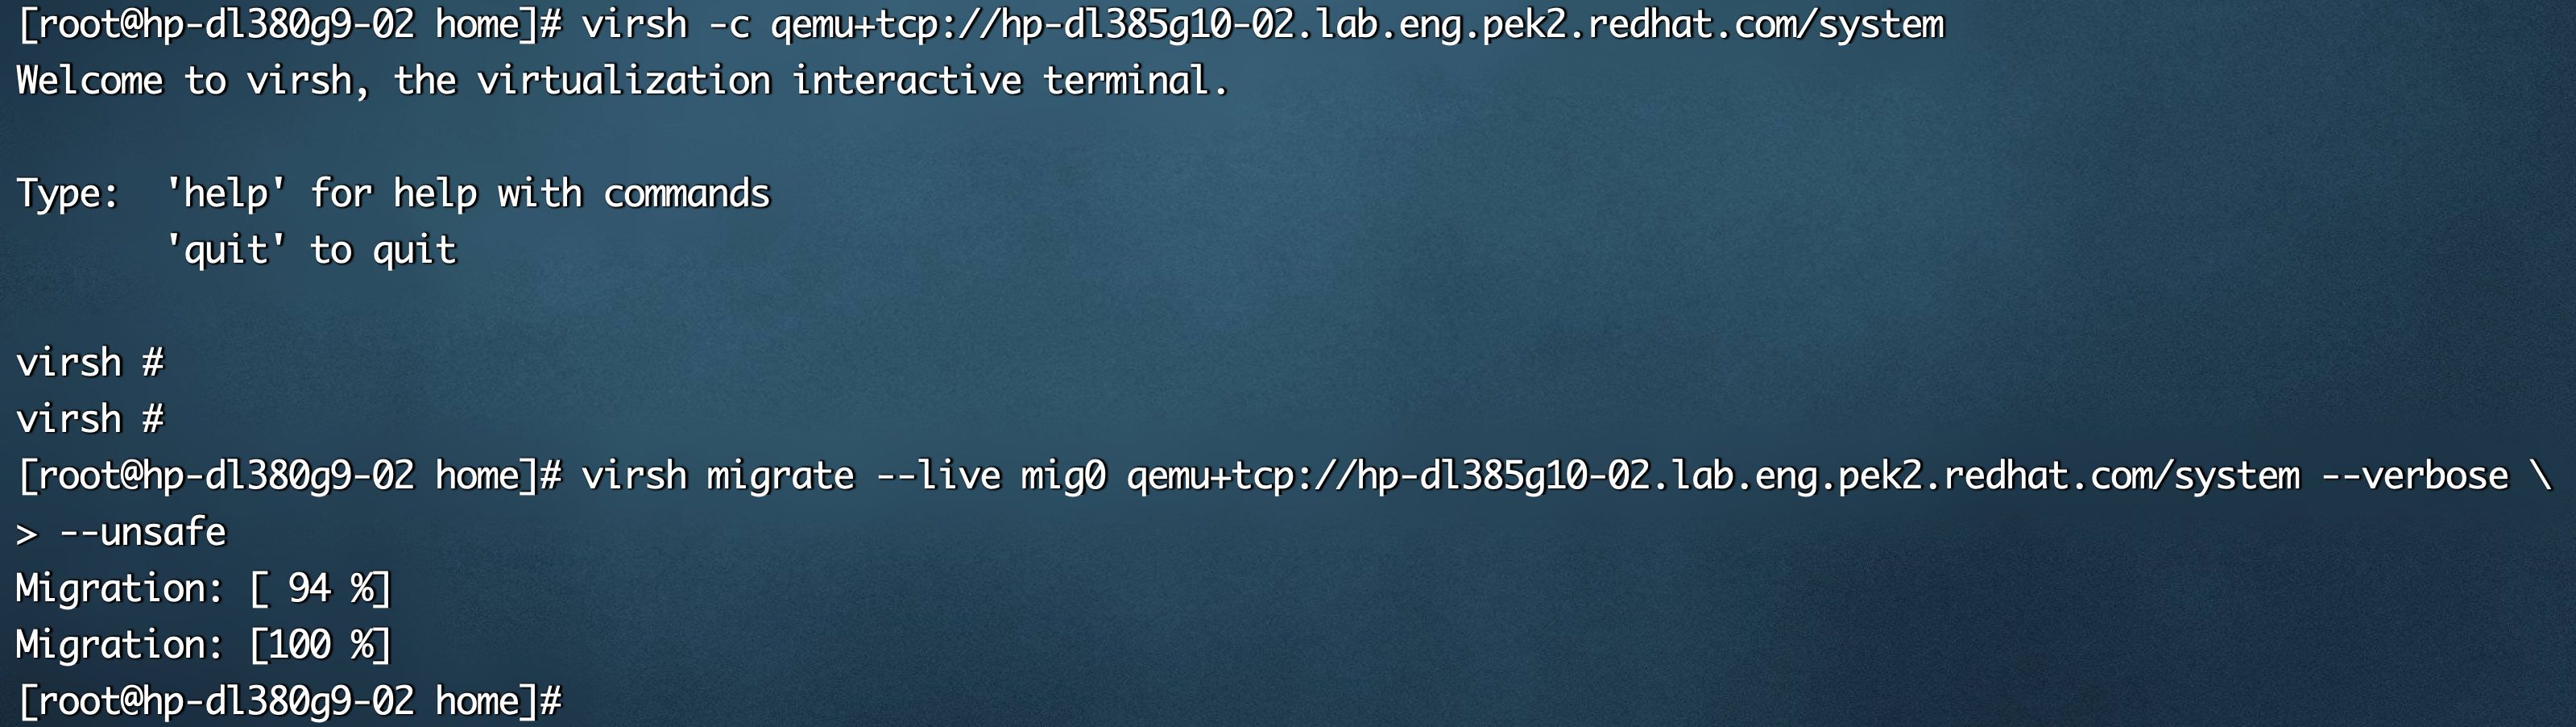 [root@hp-dl380g9-02 home]# virsh -c qemu+tcp://hp-dl385g10-02.lab.eng.pek2.redhat.com/system
Welcome to virsh, the virtualization interactive terminal.
Type:  'help' for help with commands
       'quit' to quit
virsh #
virsh #
[root@hp-dl380g9-02 home]# virsh migrate --live mig0 qemu+tcp://hp-dl385g10-02.lab.eng.pek2.redhat.com/system --verbose \
> --unsafe
Migration: [ 94 %]
Migration: [100 %]
[root@hp-dl380g9-02 home]#